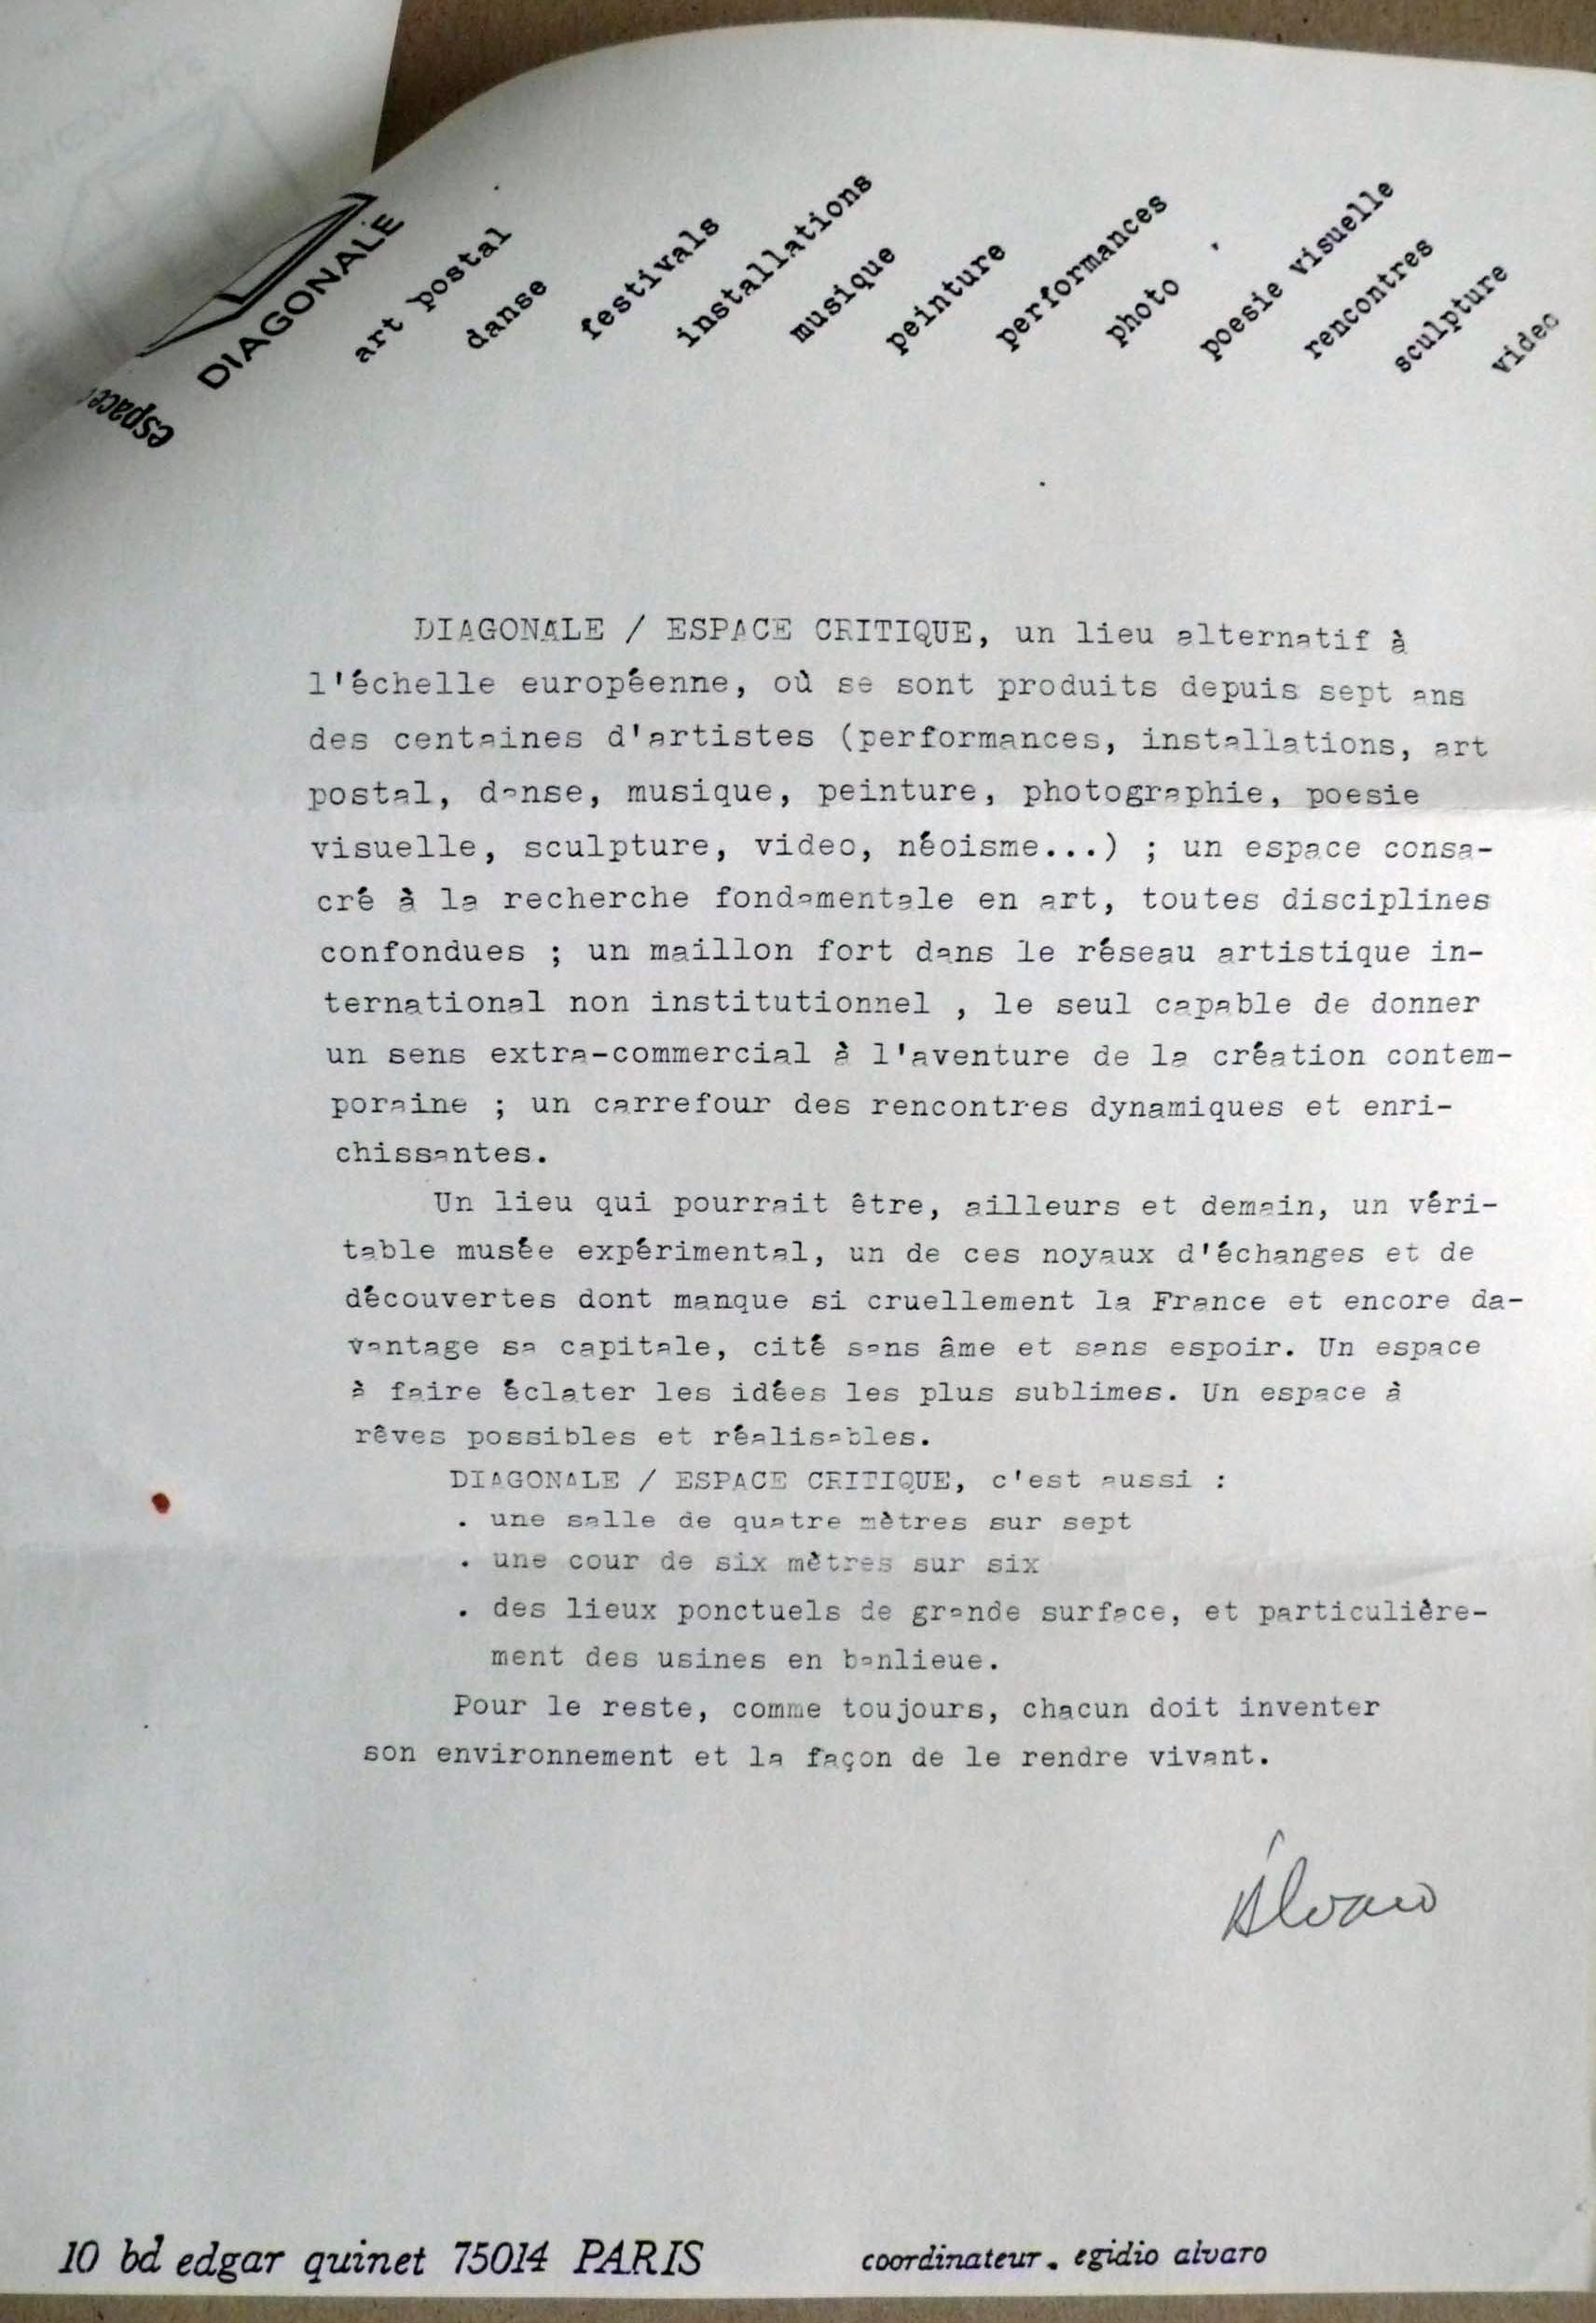 DIAGONALE
espace
art postal
danse
festivals
installations
musique
peinture
performances
photo
poesie visuelle
rencontres
sculpture
video
DIAGONALE / ESPACE CRITIQUE, un lieu alternatif à
l'échelle européenne, où se sont produits depuis sept ans
des centaines d'artistes (performances, installations, art
postal, danse, musique, peinture, photographie, poesie
visuelle, sculpture, video, néoisme...) ; un espace consa-
cré à la recherche fondamentale en art, toutes disciplines
confondues ; un maillon fort dans le réseau artistique in-
ternational non institutionnel , le seul capable de donner
un sens extra-commercial à l'aventure de la création contem-
poraine ; un carrefour des rencontres dynamiques et enri-
chissantes.
Un lieu qui pourrait être, ailleurs et demain, un véri-
table musée expérimental, un de ces noyaux d'échanges et de
découvertes dont manque si cruellement la France et encore da-
vantage sa capitale, cité sans âme et sans espoir. Un espace
à faire éclater les idées les plus sublimes. Un espace à
rêves possibles et réalisables.
DIAGONALE / ESPACE CRITIQUE, c'est aussi :
. une salle de quatre mètres sur sept
. une cour de six mètres sur six
. des lieux ponctuels de grande surface, et particulière-
ment des usines en banlieue.
Pour le reste, comme toujours, chacun doit inventer
son environnement et la façon de le rendre vivant.
Álvaro
10 bd edgar quinet 75014 PARIS
coordinateur. egidio alvaro